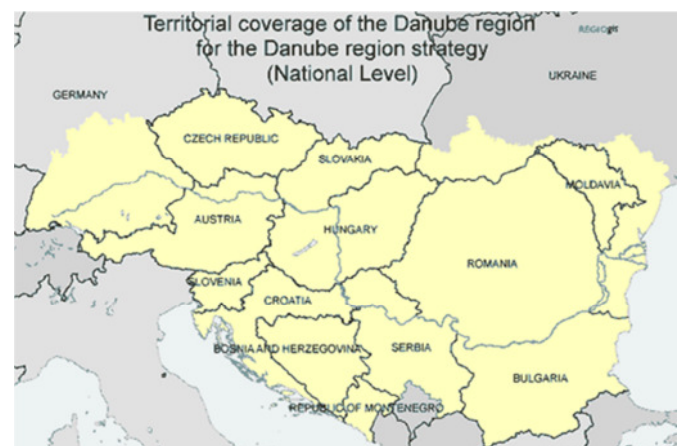 Territorial coverage of the Danube region
for the Danube region strategy
(National Level)
REGIOgis
UKRAINE
GERMANY
CZECH REPUBLIC
SLOVAKIA
MOLDAVIA
AUSTRIA
HUNGARY
ROMANIA
SLOVENIA
CROATIA
BOSNIA AND HERZEGOVINA
SERBIA
BULGARIA
REPUBLIC OF MONTENEGRO